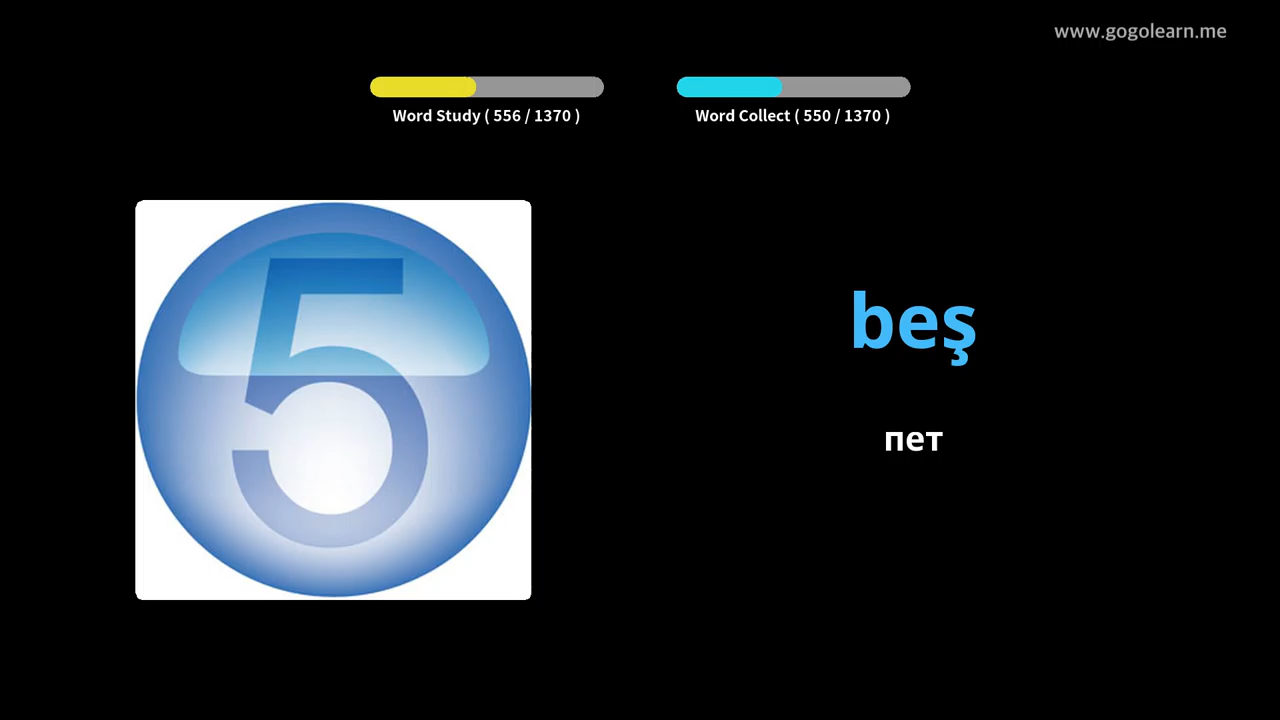 www.gogolearn.me
Word Study ( 556 / 1370 )
Word Collect ( 550 / 1370 )
5
beş
пет